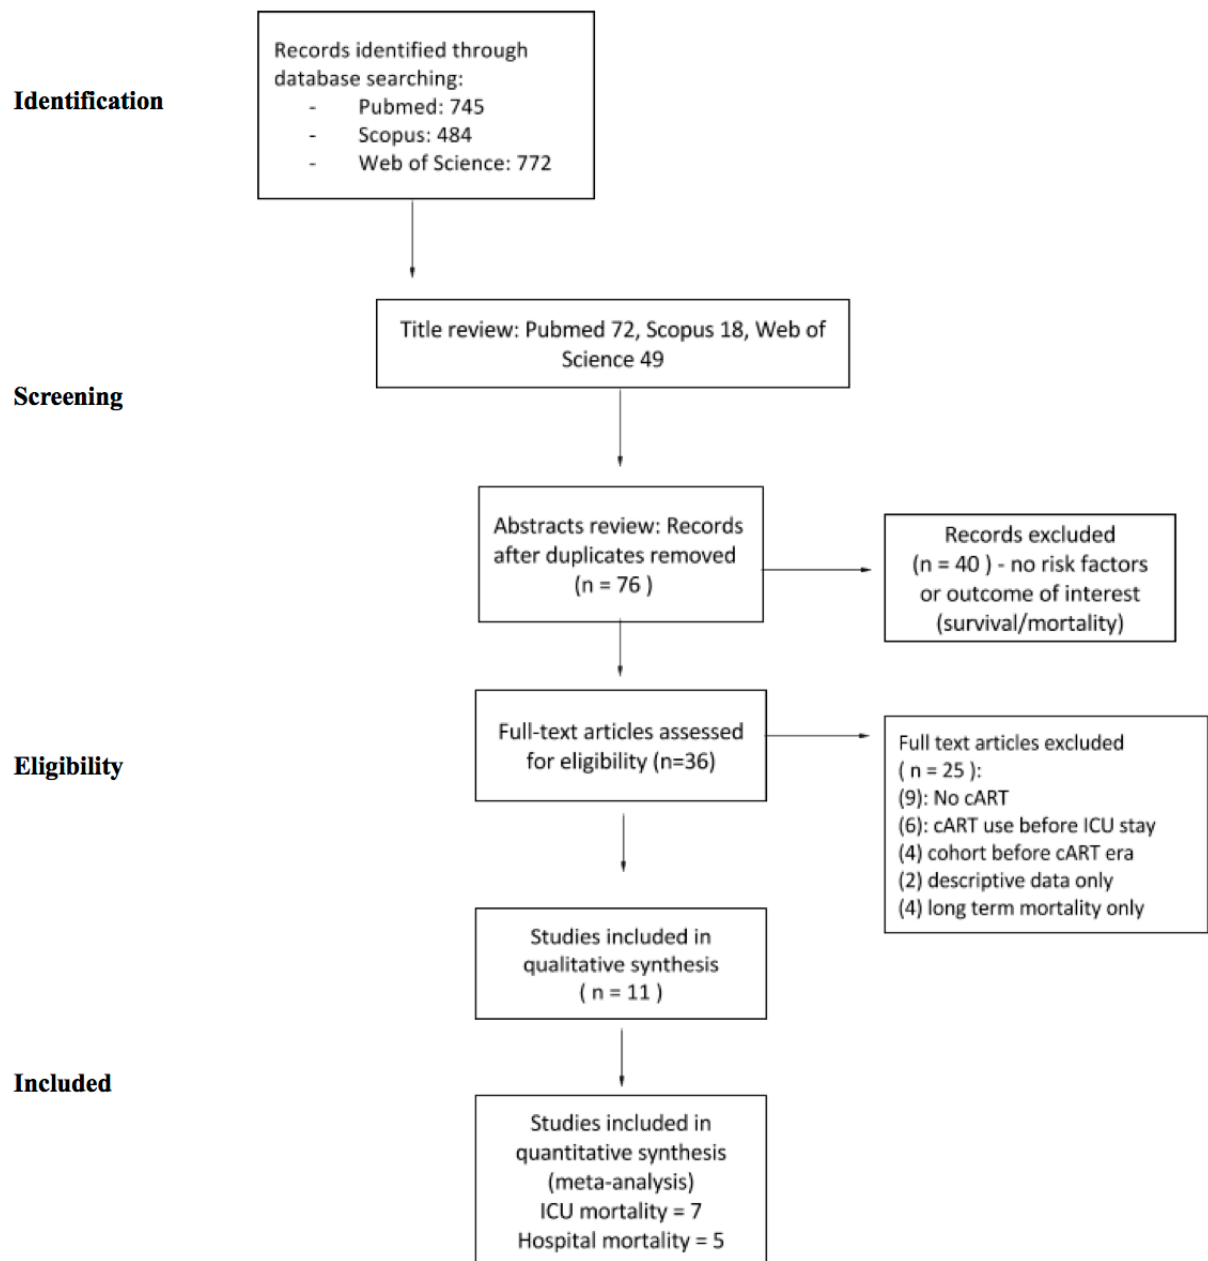 Identification
Records identified through
database searching:
- Pubmed: 745
- Scopus: 484
- Web of Science: 772
Title review: Pubmed 72, Scopus 18, Web of
Science 49
Screening
Abstracts review: Records
after duplicates removed
(n = 76 )
Records excluded
(n = 40 ) - no risk factors
or outcome of interest
(survival/mortality)
Eligibility
Full-text articles assessed
for eligibility (n=36)
Full text articles excluded
( n = 25 ):
(9): No cART
(6): cART use before ICU stay
(4) cohort before cART era
(2) descriptive data only
(4) long term mortality only
Studies included in
qualitative synthesis
( n = 11 )
Included
Studies included in
quantitative synthesis
(meta-analysis)
ICU mortality = 7
Hospital mortality = 5